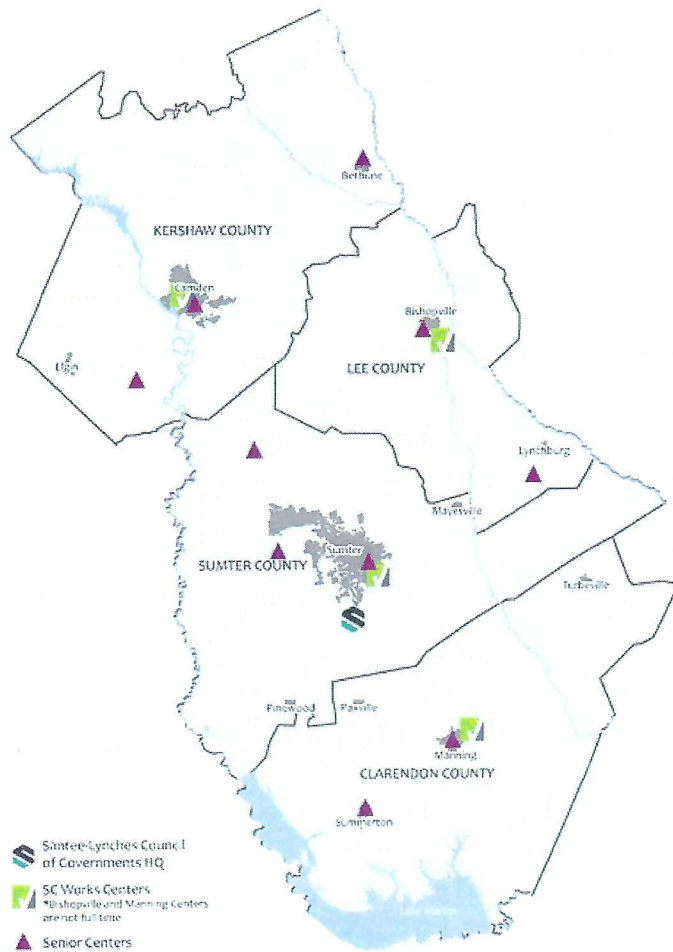 Bethune
KERSHAW COUNTY
Camden
Bishopville
Elgin
LEE COUNTY
Lynchburg
Mayesville
Sumter
SUMTER COUNTY
Turbeville
Pinewood
Paxville
Manning
CLARENDON COUNTY
Summerton
Lake Marion
Santee-Lynches Council
of Governments HQ
SC Works Centers
*Bishopville and Manning Centers
are not full time
Senior Centers